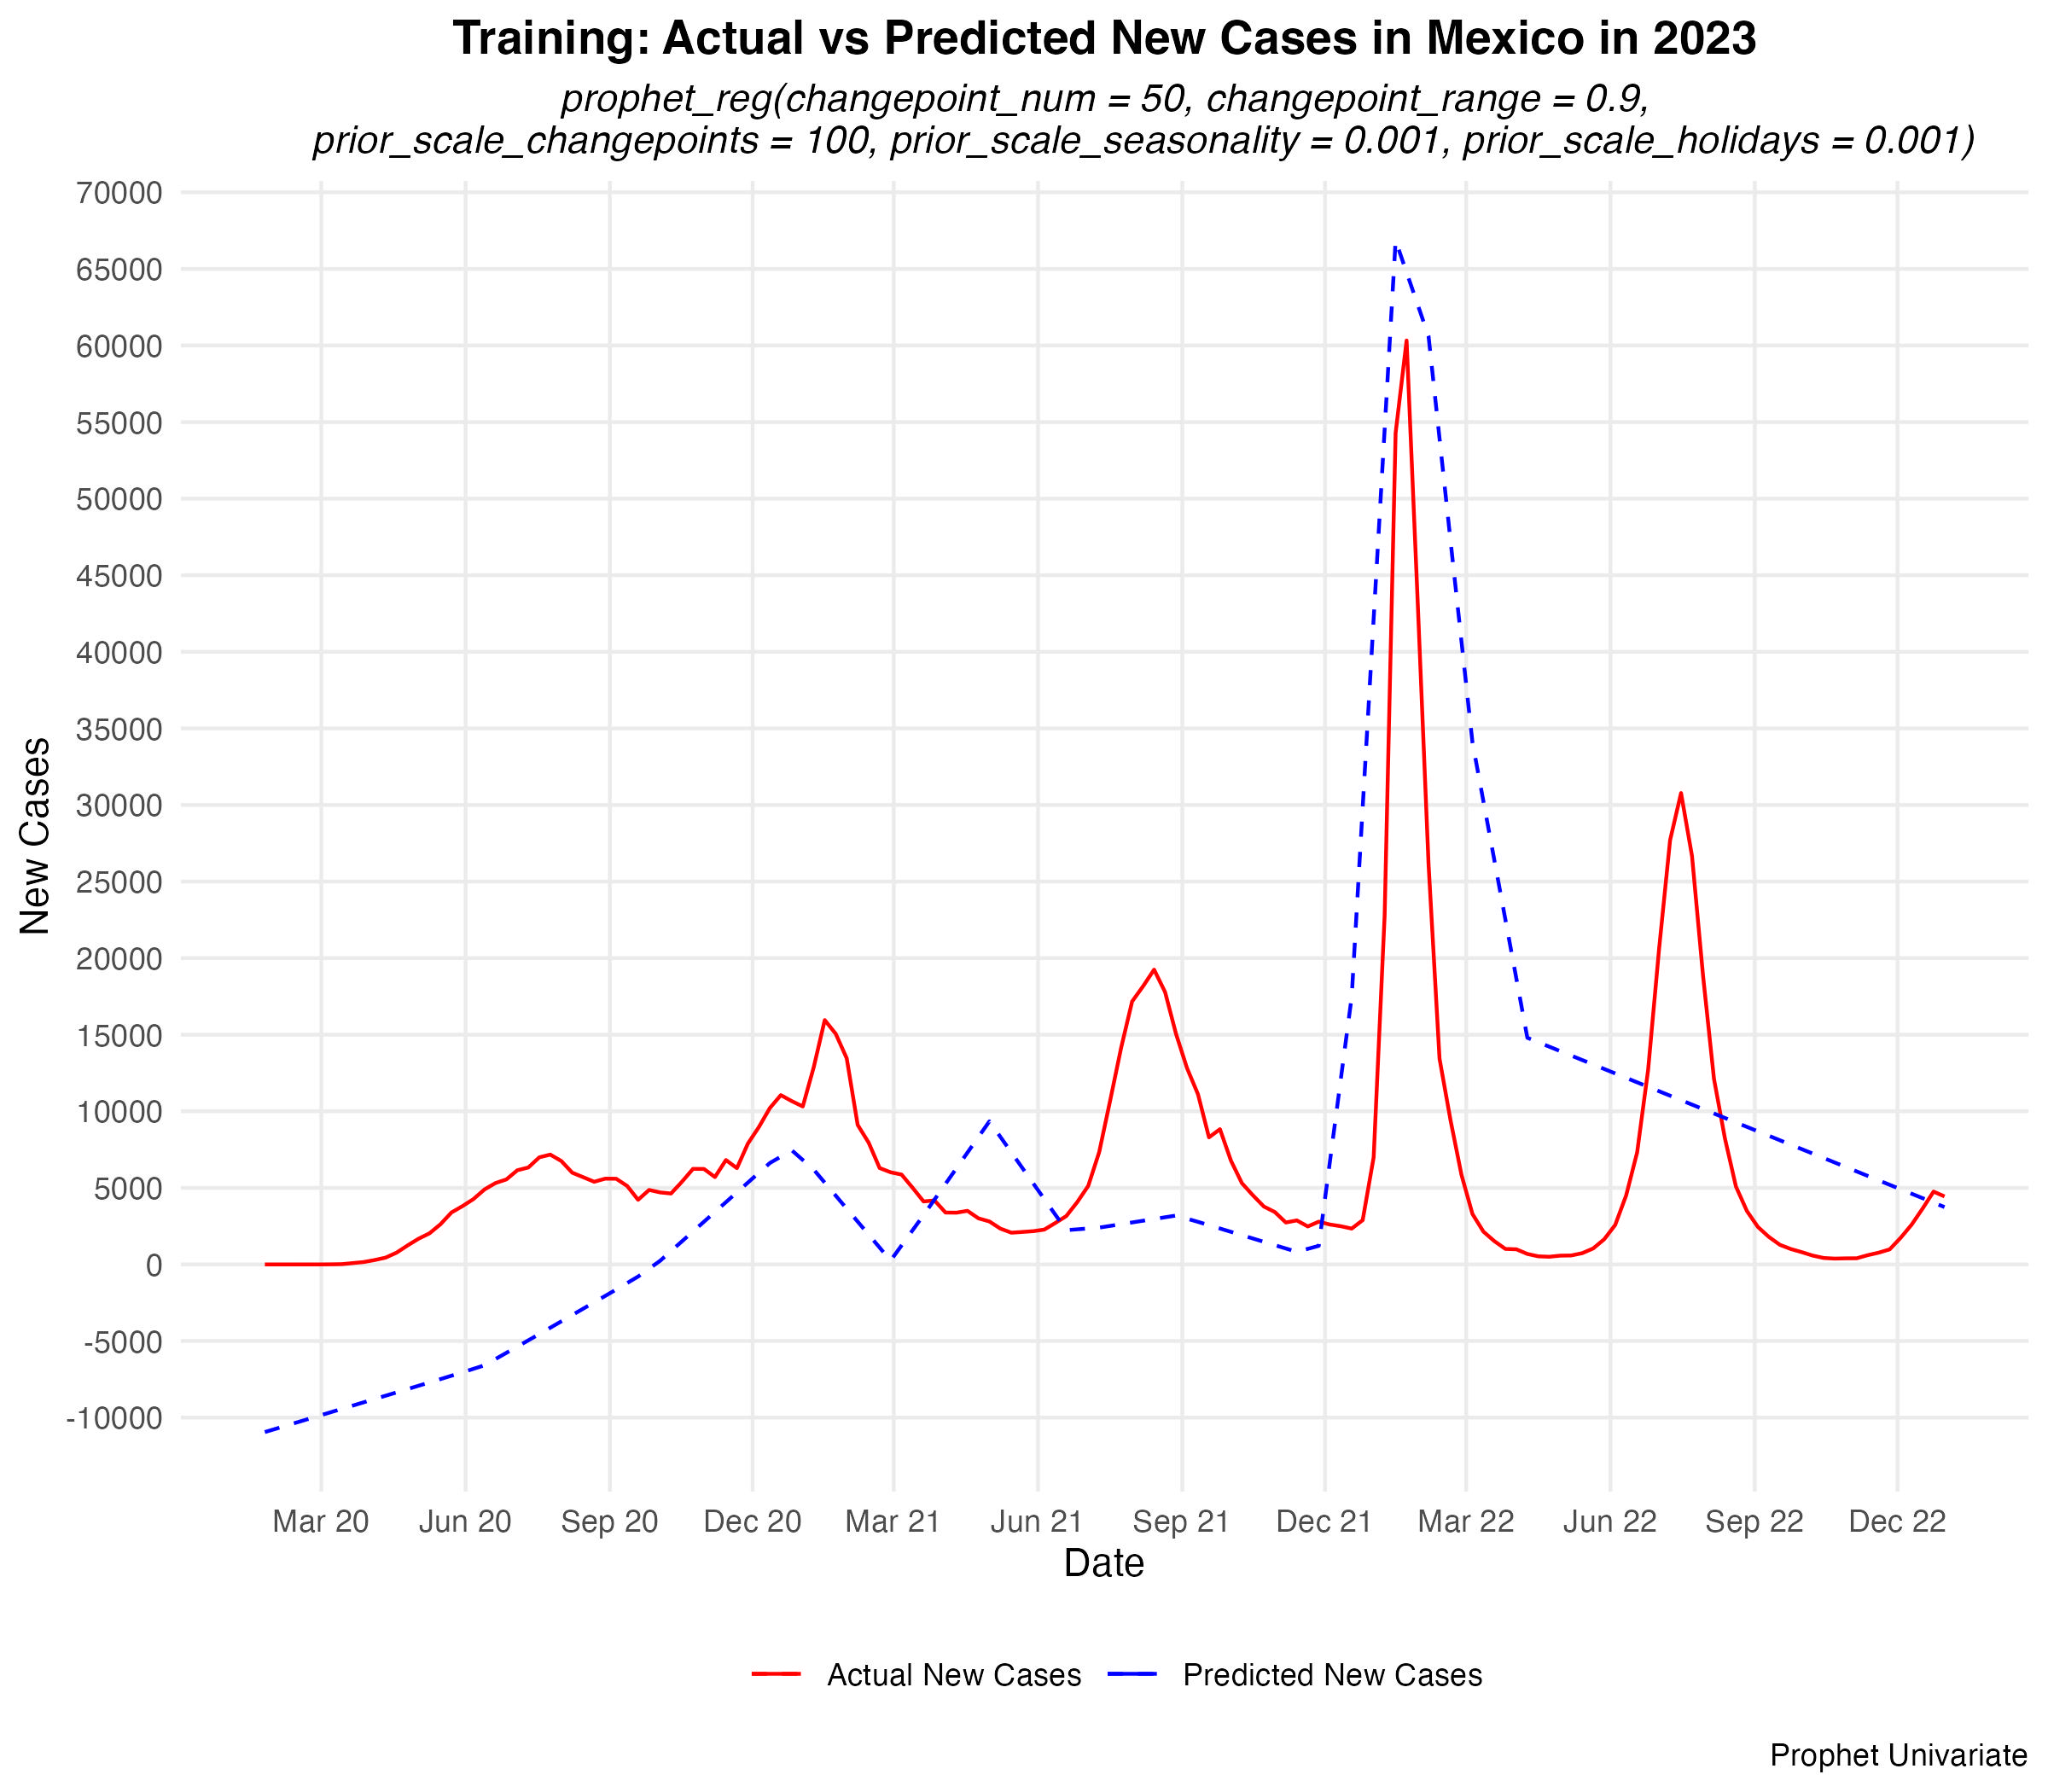 Training: Actual vs Predicted New Cases in Mexico in 2023
prophet_reg(changepoint_num = 50, changepoint_range = 0.9,
prior_scale_changepoints = 100, prior_scale_seasonality = 0.001, prior_scale_holidays = 0.001)
New Cases
70000
65000
60000
55000
50000
45000
40000
35000
30000
25000
20000
15000
10000
5000
0
-5000
-10000
Mar 20 Jun 20 Sep 20 Dec 20 Mar 21 Jun 21 Sep 21 Dec 21 Mar 22 Jun 22 Sep 22 Dec 22
Date
Actual New Cases Predicted New Cases
Prophet Univariate